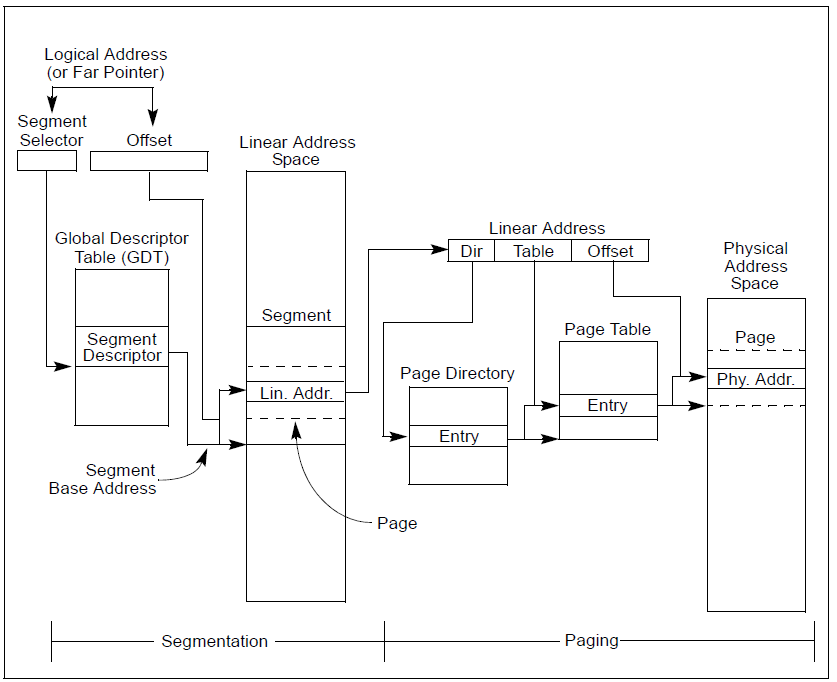 Logical Address
(or Far Pointer)
Segment
Selector
Offset
Linear Address
Space
Global Descriptor
Table (GDT)
Segment
Descriptor
Segment
Lin. Addr.
Segment
Base Address
Page
Linear Address
Dir
Table
Offset
Page Directory
Entry
Page Table
Entry
Physical
Address
Space
Page
Phy. Addr.
Segmentation
Paging